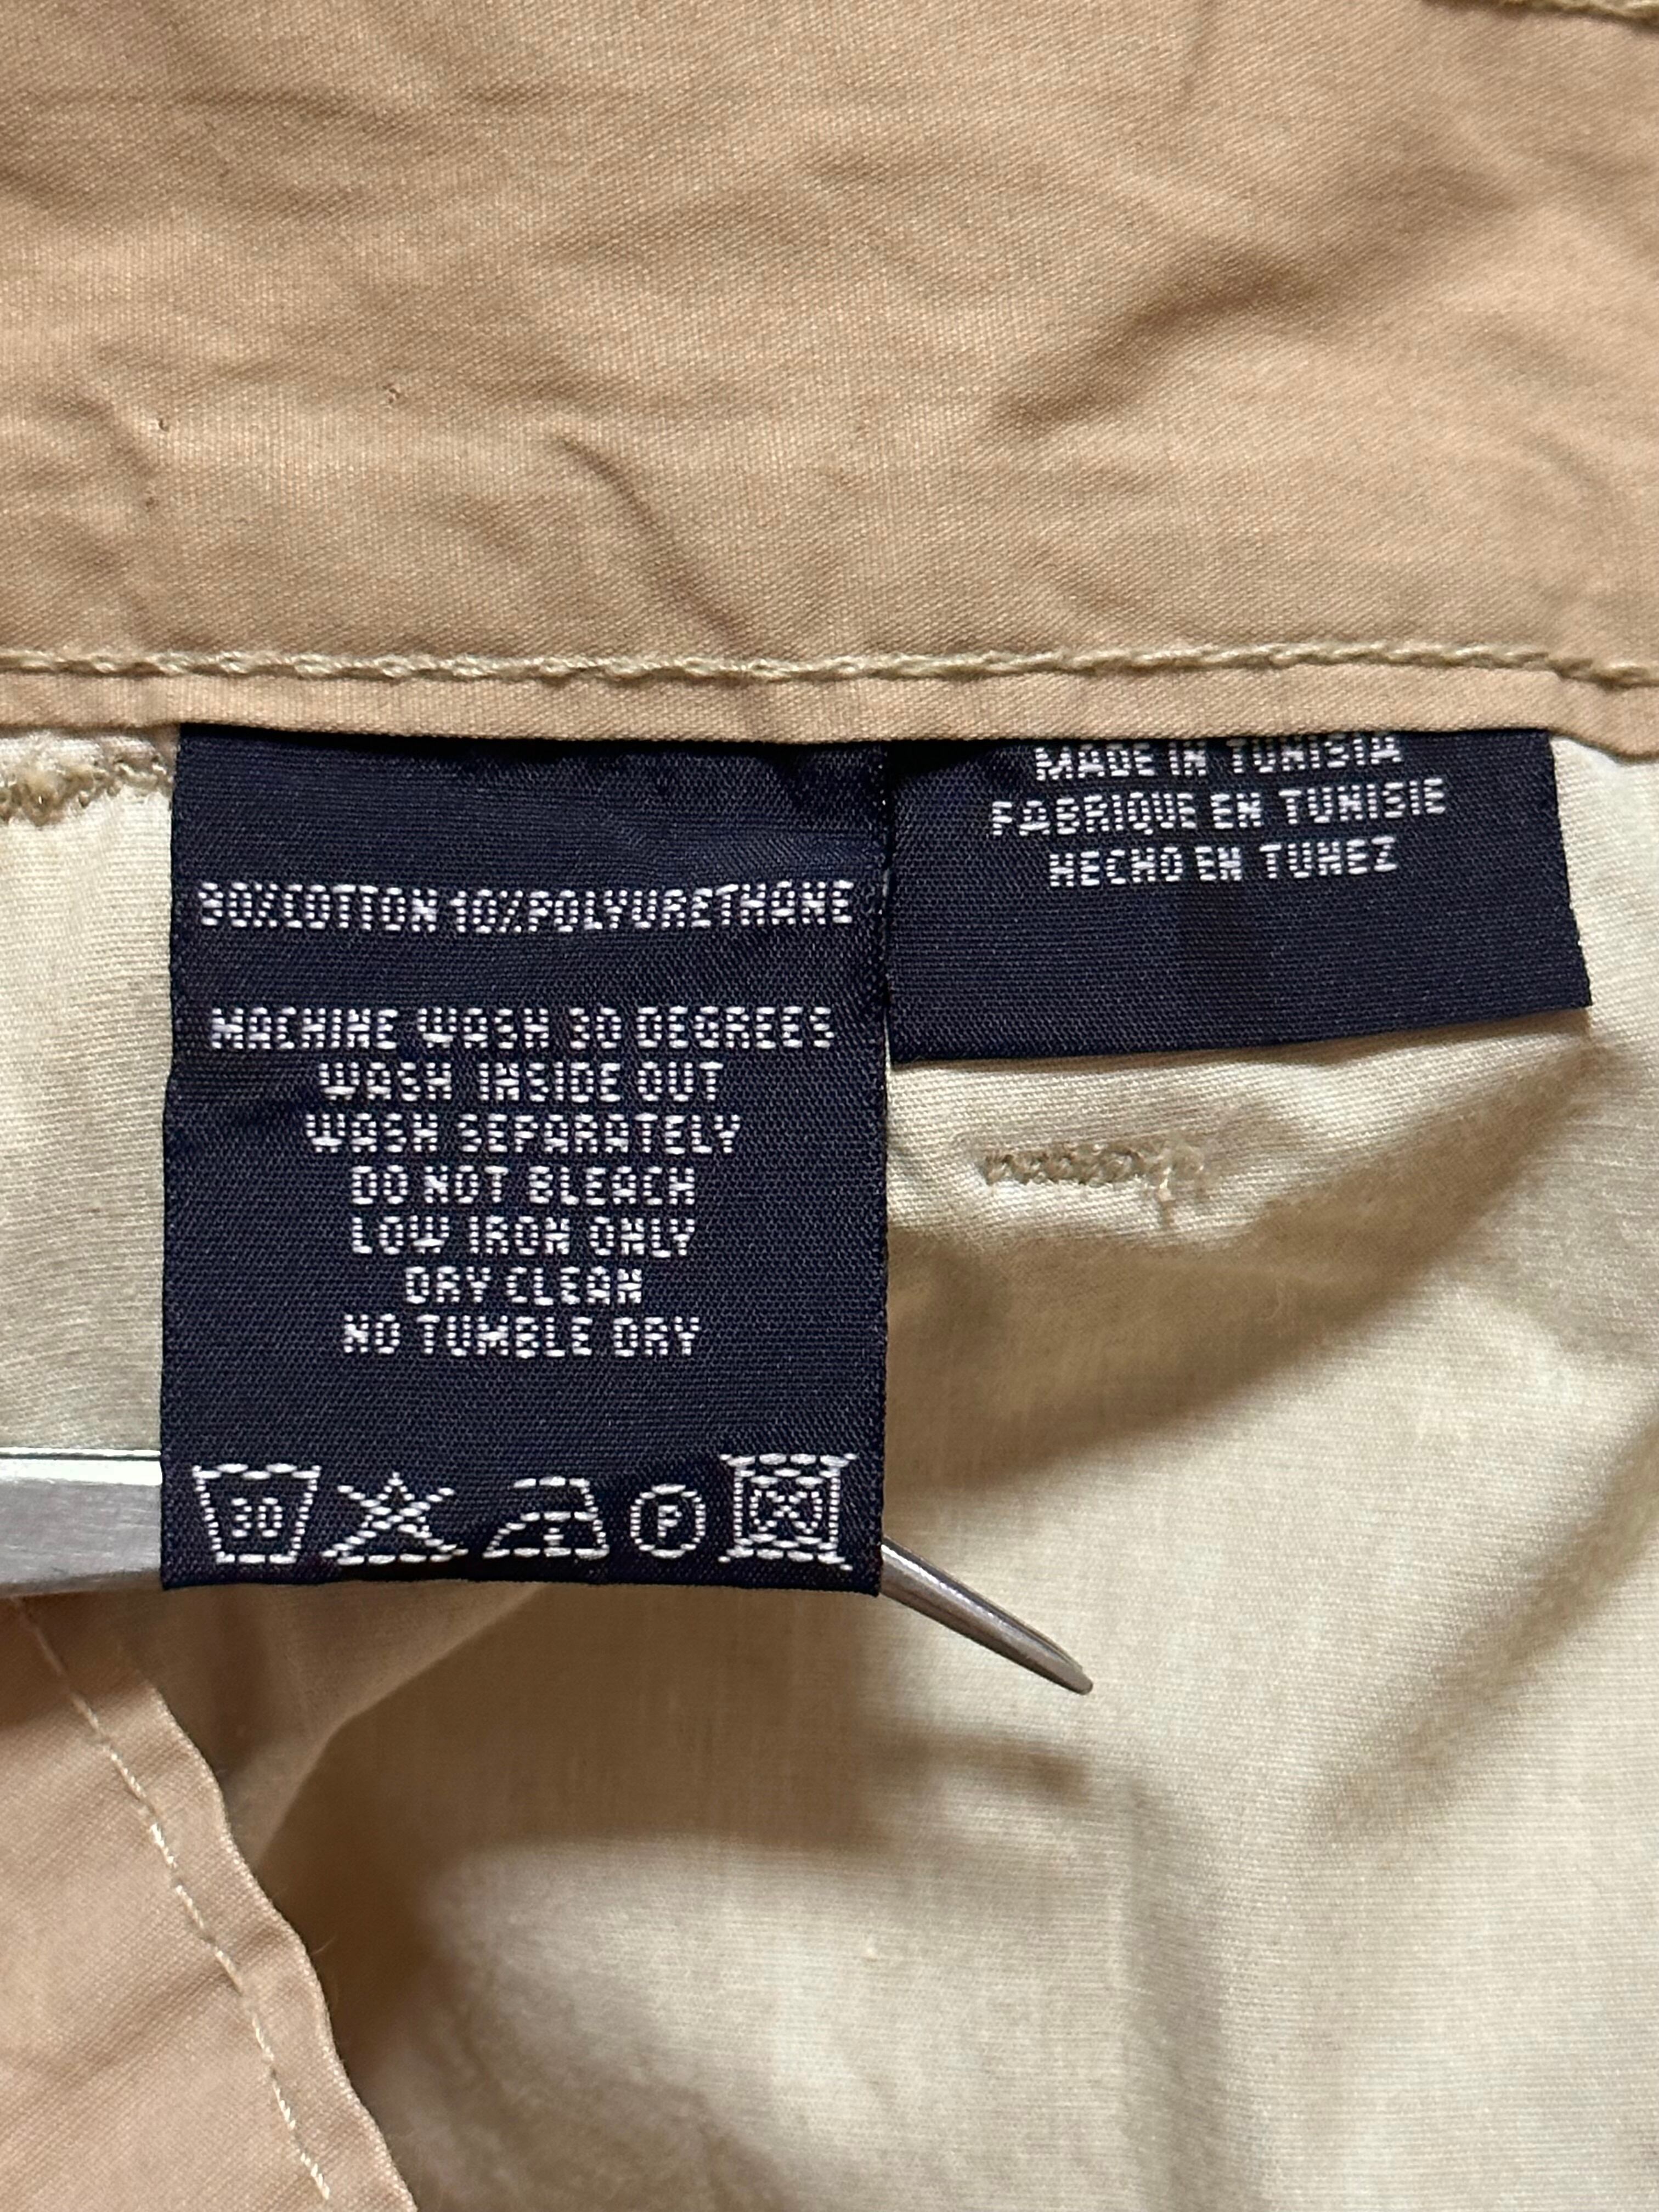 90%COTTON 10%POLYURETHANE
MACHINE WASH 30 DEGREES
WASH INSIDE OUT
WASH SEPARATELY
DO NOT BLEACH
LOW IRON ONLY
DRY CLEAN
NO TUMBLE DRY
30 P
MADE IN TUNISIA
FABRIQUE EN TUNISIE
HECHO EN TUNEZ